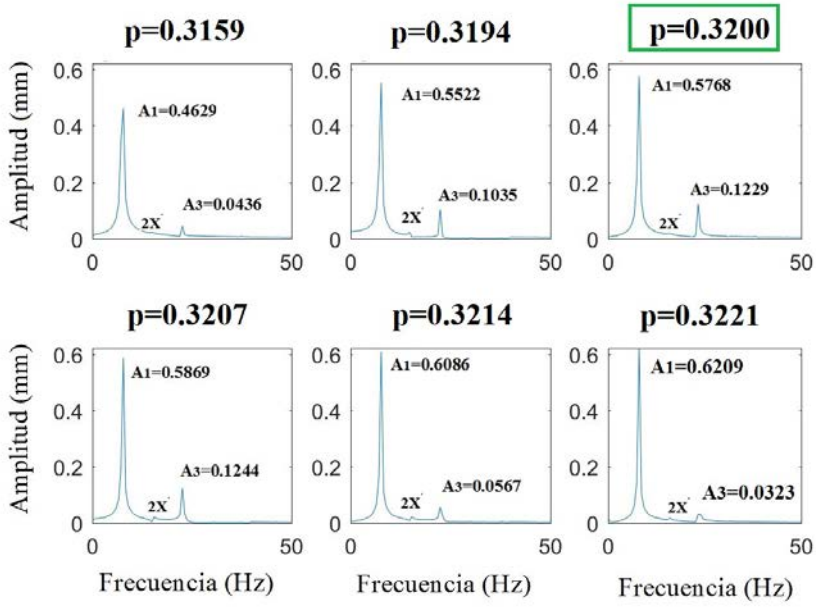 p=0.3159
p=0.3194
p=0.3200
Amplitud (mm)
0.6
0.4
0.2
0
A1=0.4629
2X
A3=0.0436
0
50
A1=0.5522
2X
A3=0.1035
0.6
0.4
0.2
0
0
50
A1=0.5768
2X
A3=0.1229
0.6
0.4
0.2
0
0
50
p=0.3207
p=0.3214
p=0.3221
Amplitud (mm)
0.6
0.4
0.2
0
A1=0.5869
2X
A3=0.1244
0
50
Frecuencia (Hz)
0.6
0.4
0.2
0
A1=0.6086
2X
A3=0.0567
0
50
Frecuencia (Hz)
0.6
0.4
0.2
0
A1=0.6209
2X
A3=0.0323
0
50
Frecuencia (Hz)